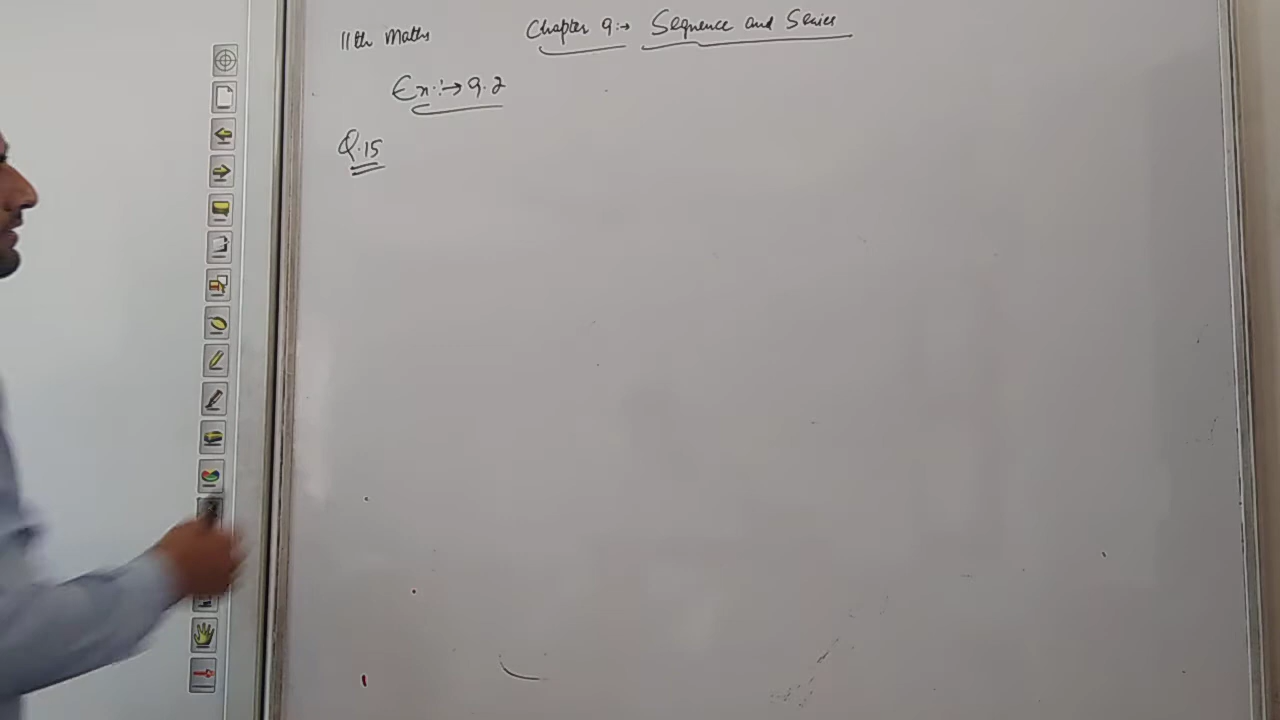 11th Maths Chapter 9:→ Sequence and Series
Ex:→ 9.2
Q.15